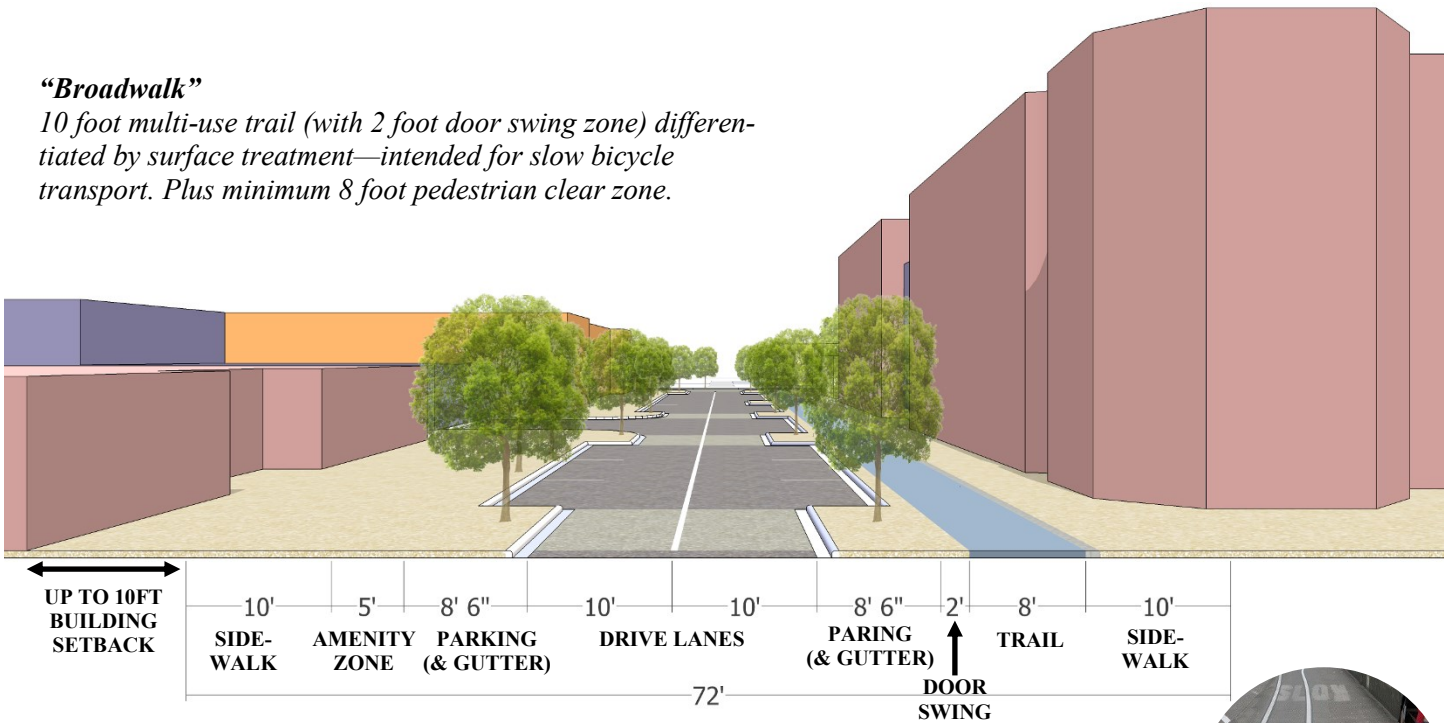 “Broadwalk”
10 foot multi-use trail (with 2 foot door swing zone) differen-
tiated by surface treatment—intended for slow bicycle
transport. Plus minimum 8 foot pedestrian clear zone.
UP TO 10FT
BUILDING
SETBACK
10'
SIDE-
WALK
5'
AMENITY
ZONE
8' 6"
PARKING
(& GUTTER)
10'
10'
DRIVE LANES
8' 6"
PARING
(& GUTTER)
2'
DOOR
SWING
8'
TRAIL
10'
SIDE-
WALK
72'
SLOW